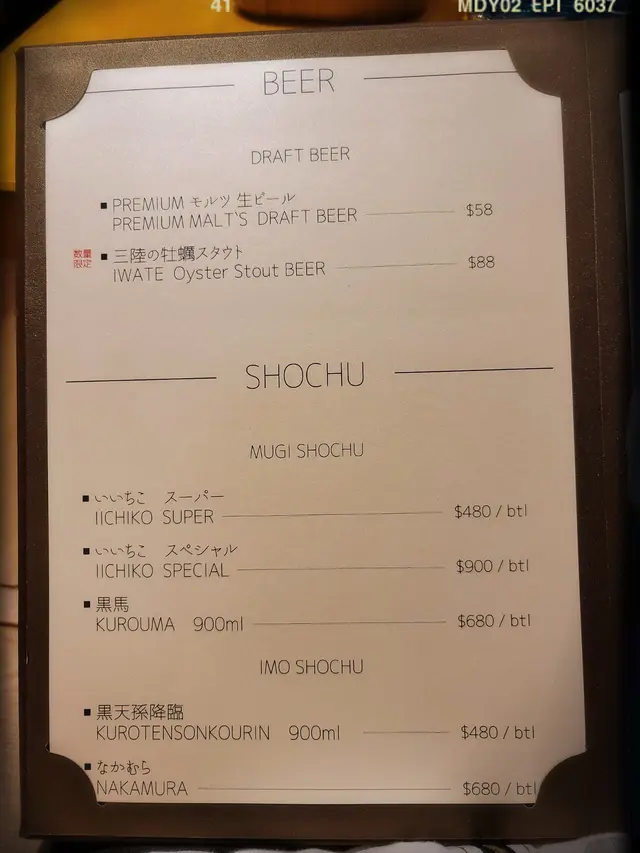 41 MDY02 EPI 6037
BEER
DRAFT BEER
■ PREMIUM モルツ 生ビール
PREMIUM MALT'S DRAFT BEER $58
数量
限定
■ 三陸の牡蠣スタウト
IWATE Oyster Stout BEER $88
SHOCHU
MUGI SHOCHU
■ いいちこ スーパー
IICHIKO SUPER $480 / btl
■ いいちこ スペシャル
IICHIKO SPECIAL $900 / btl
■ 黒馬
KUROUMA 900ml $680 / btl
IMO SHOCHU
■ 黒天孫降臨
KUROTENSONKOURIN 900ml $480 / btl
■ なかむら
NAKAMURA $680 / btl